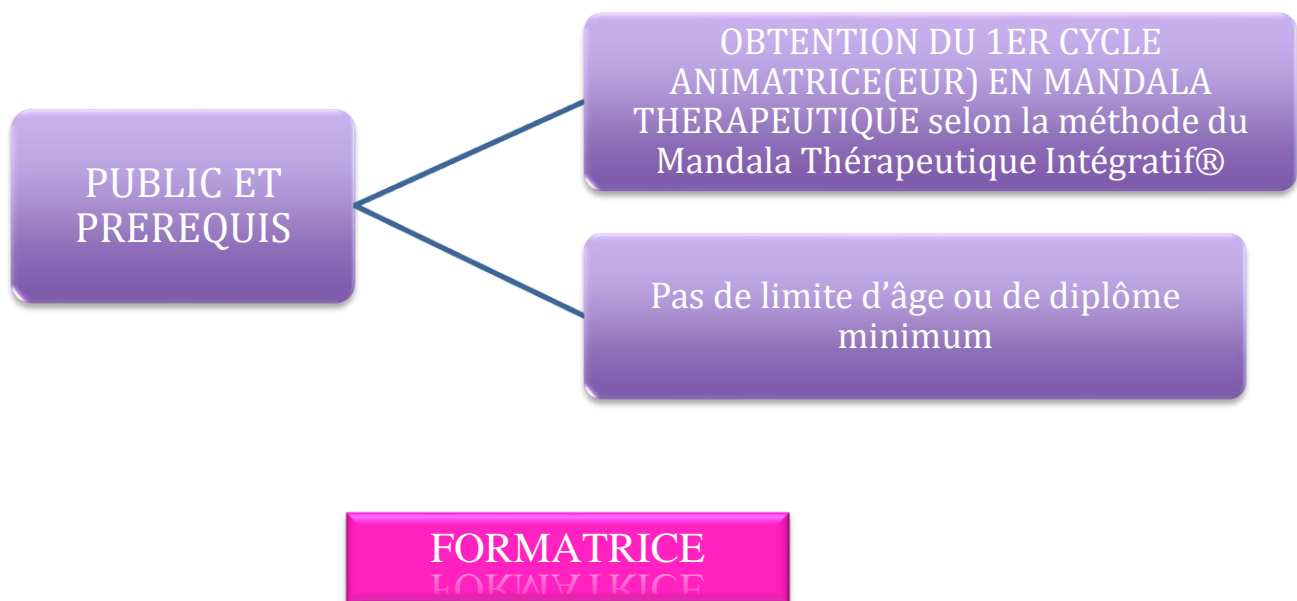 PUBLIC ET
PREREQUIS
OBTENTION DU 1ER CYCLE
ANIMATRICE(EUR) EN MANDALA
THERAPEUTIQUE selon la méthode du
Mandala Thérapeutique Intégratif®
Pas de limite d’âge ou de diplôme
minimum
FORMATRICE